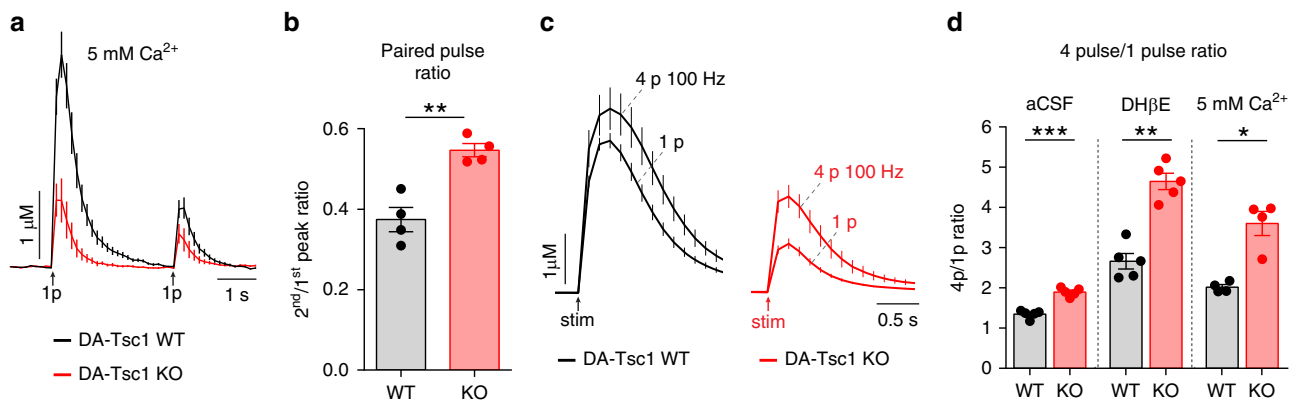 a
5 mM Ca²⁺
1 µM
1p
1p
1 s
DA-Tsc1 WT
DA-Tsc1 KO
b
Paired pulse
ratio
**
2ⁿᵈ/1ˢᵗ peak ratio
0.6
0.4
0.2
0.0
WT
KO
c
4 p 100 Hz
1 p
1µM
stim
DA-Tsc1 WT
4 p 100 Hz
1 p
stim
0.5 s
DA-Tsc1 KO
d
4 pulse/1 pulse ratio
aCSF
DHβE
5 mM Ca²⁺
***
**
*
4p/1p ratio
6
5
4
3
2
1
0
WT KO WT KO WT KO